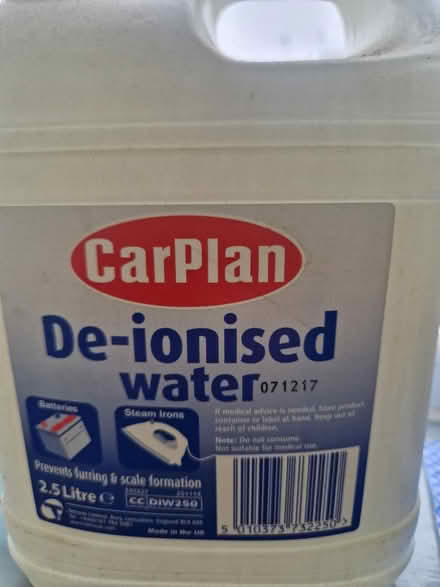 CarPlan
De-ionised
water 071217
Batteries
Steam Irons
If medical advice is needed, have product
container or label at hand. Keep out of
reach of children.
Note: Do not consume.
Not suitable for medical use.
Prevents furring & scale formation
2.5 Litre e
CC DIW250
Made in the UK
5 010373 732250 >